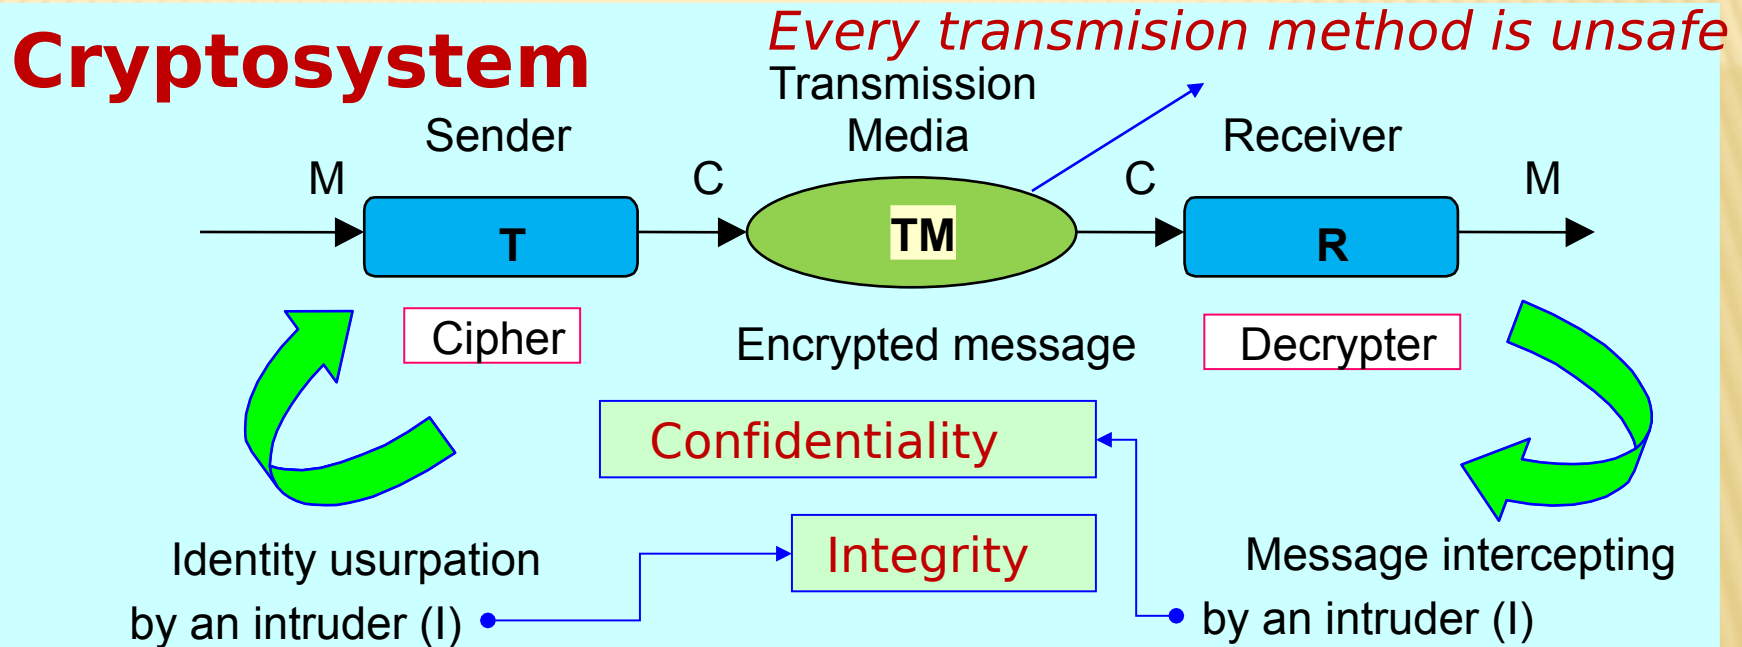 Cryptosystem
Every transmision method is unsafe
Transmission
Media
Sender
Receiver
M
C
C
M
T
TM
R
Cipher
Encrypted message
Decrypter
Confidentiality
Integrity
Identity usurpation
by an intruder (I)
Message intercepting
by an intruder (I)